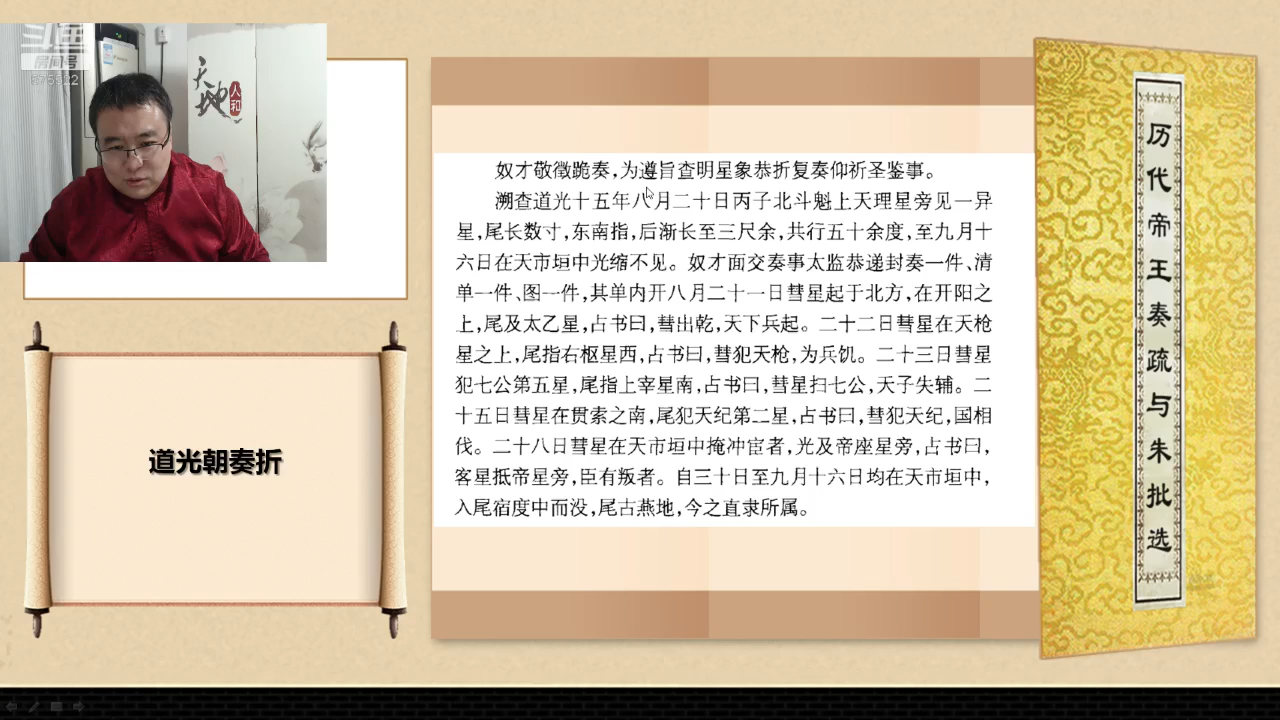 斗鱼
房间号
天地
人和
奴才敬徵跪奏,为遵旨查明星象恭折复奏仰祈圣鉴事。
溯查道光十五年八月二十日丙子北斗魁上天理星旁见一异
星,尾长数寸,东南指,后渐长至三尺余,共行五十余度,至九月十
六日在天市垣中光缩不见。奴才面交奏事太监恭递封奏一件、清
单一件、图一件,其单内开八月二十一日彗星起于北方,在开阳之
上,尾及太乙星,占书曰,彗出乾,天下兵起。二十二日彗星在天枪
星之上,尾指右枢星西,占书曰,彗犯天枪,为兵饥。二十三日彗星
犯七公第五星,尾指上宰星南,占书曰,彗星扫七公,天子失辅。二
十五日彗星在贯索之南,尾犯天纪第二星,占书曰,彗犯天纪,国相
伐。二十八日彗星在天市垣中掩冲宦者,光及帝座星旁,占书曰,
客星抵帝星旁,臣有叛者。自三十日至九月十六日均在天市垣中,
入尾宿度中而没,尾古燕地,今之直隶所属。
道光朝奏折
历代帝王奏疏与朱批选